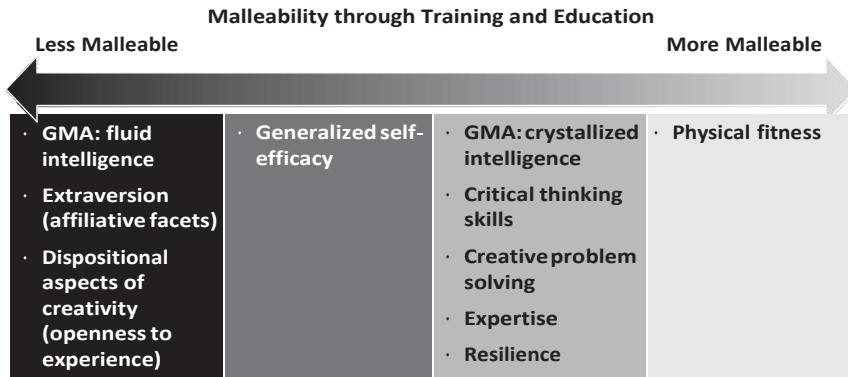 Malleability through Training and Education
Less Malleable
More Malleable
· GMA: fluid
intelligence
· Extraversion
(affiliative facets)
· Dispositional
aspects of
creativity
(openness to
experience)
· Generalized self-
efficacy
· GMA: crystallized
intelligence
· Critical thinking
skills
· Creative problem
solving
· Expertise
· Resilience
· Physical fitness